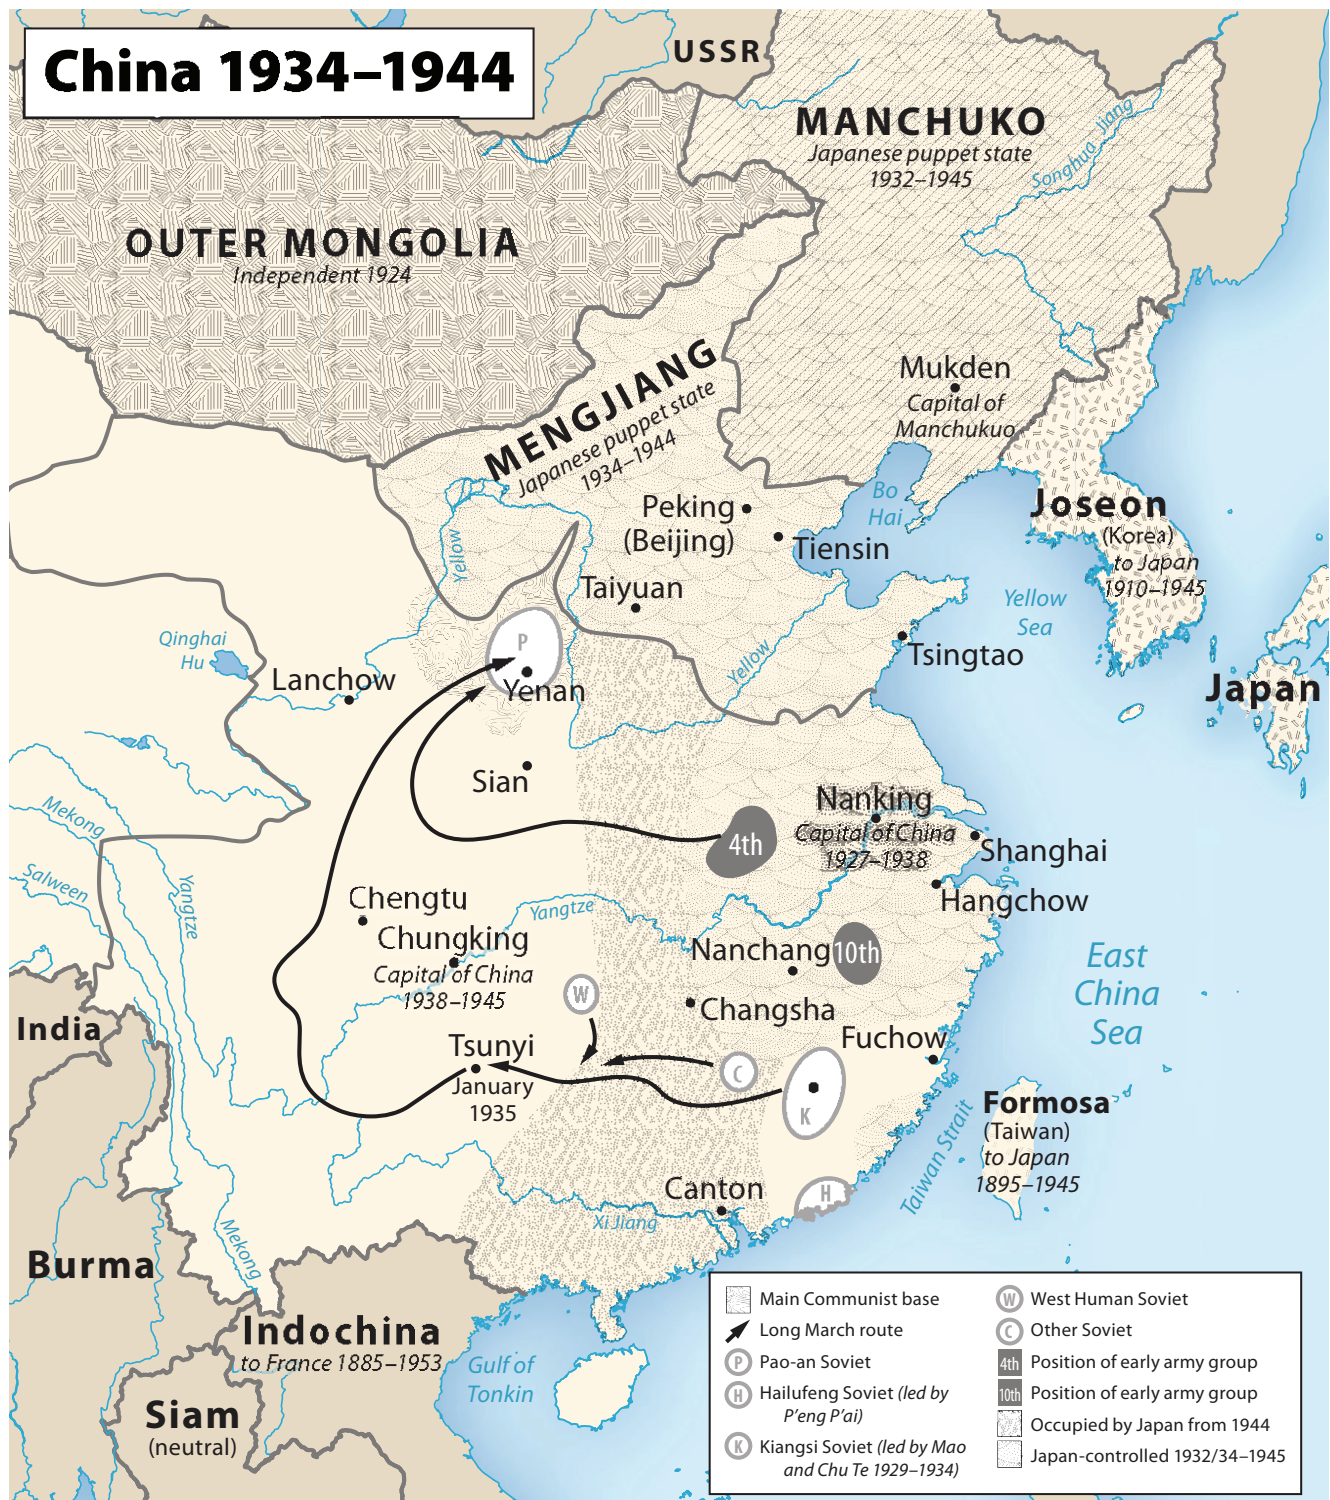 China 1934–1944
USSR
MANCHUKO
Japanese puppet state
1932–1945
Songhua Jiang
OUTER MONGOLIA
Independent 1924
MENGJIANG
Japanese puppet state
1934–1944
Mukden
Capital of
Manchukuo
Peking
(Beijing)
Bo
Hai
Tiensin
Joseon
(Korea)
to Japan
1910–1945
Yellow
Taiyuan
Yellow
Sea
Qinghai
Hu
P
Yellow
Tsingtao
Lanchow
Yenan
Japan
Sian
Nanking
Capital of China
1927–1938
Mekong
4th
Shanghai
Salween
Yangtze
Chengtu
Hangchow
Yangtze
Chungking
Capital of China
1938–1945
Nanchang
10th
East
China
Sea
W
Changsha
India
Tsunyi
January
1935
Fuchow
C
K
Formosa
(Taiwan)
to Japan
1895–1945
Taiwan Strait
Canton
H
Xi Jiang
Mekong
Burma
Indochina
to France 1885–1953
Gulf of
Tonkin
Siam
(neutral)
Main Communist base
Long March route
P Pao-an Soviet
H Hailufeng Soviet (led by
P'eng P'ai)
K Kiangsi Soviet (led by Mao
and Chu Te 1929–1934)
W West Human Soviet
C Other Soviet
4th Position of early army group
10th Position of early army group
Occupied by Japan from 1944
Japan-controlled 1932/34–1945